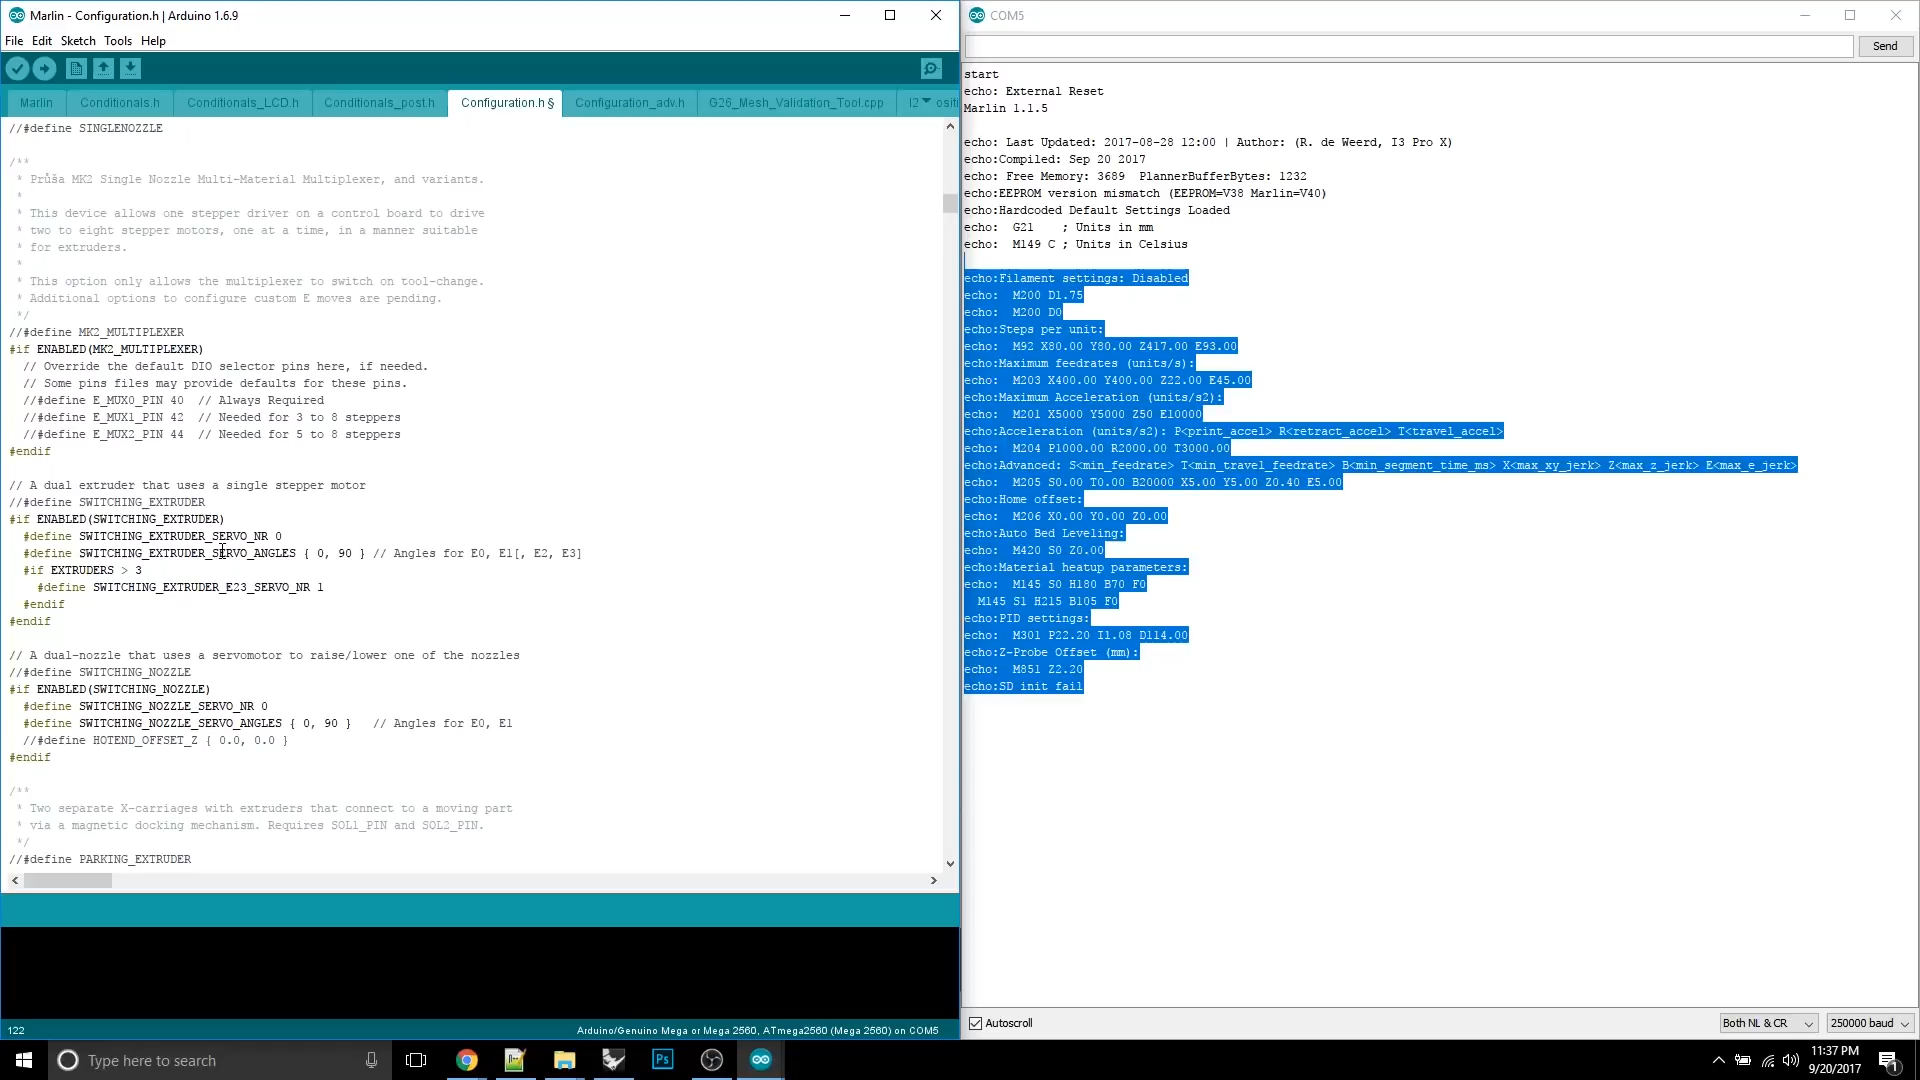 Marlin - Configuration.h | Arduino 1.6.9
File Edit Sketch Tools Help
Marlin Conditionals.h Conditionals_LCD.h Conditionals_post.h Configuration.h § Configuration_adv.h G26_Mesh_Validation_Tool.cpp I2 ositi
//#define SINGLENOZZLE
/**
* Průša MK2 Single Nozzle Multi-Material Multiplexer, and variants.
*
* This device allows one stepper driver on a control board to drive
* two to eight stepper motors, one at a time, in a manner suitable
* for extruders.
*
* This option only allows the multiplexer to switch on tool-change.
* Additional options to configure custom E moves are pending.
*/
//#define MK2_MULTIPLEXER
#if ENABLED(MK2_MULTIPLEXER)
// Override the default DIO selector pins here, if needed.
// Some pins files may provide defaults for these pins.
//#define E_MUX0_PIN 40 // Always Required
//#define E_MUX1_PIN 42 // Needed for 3 to 8 steppers
//#define E_MUX2_PIN 44 // Needed for 5 to 8 steppers
#endif
// A dual extruder that uses a single stepper motor
//#define SWITCHING_EXTRUDER
#if ENABLED(SWITCHING_EXTRUDER)
#define SWITCHING_EXTRUDER_SERVO_NR 0
#define SWITCHING_EXTRUDER_SERVO_ANGLES { 0, 90 } // Angles for E0, E1[, E2, E3]
#if EXTRUDERS > 3
#define SWITCHING_EXTRUDER_E23_SERVO_NR 1
#endif
#endif
// A dual-nozzle that uses a servomotor to raise/lower one of the nozzles
//#define SWITCHING_NOZZLE
#if ENABLED(SWITCHING_NOZZLE)
#define SWITCHING_NOZZLE_SERVO_NR 0
#define SWITCHING_NOZZLE_SERVO_ANGLES { 0, 90 } // Angles for E0, E1
//#define HOTEND_OFFSET_Z { 0.0, 0.0 }
#endif
/**
* Two separate X-carriages with extruders that connect to a moving part
* via a magnetic docking mechanism. Requires SOL1_PIN and SOL2_PIN.
*/
//#define PARKING_EXTRUDER
122
Arduino/Genuino Mega or Mega 2560, ATmega2560 (Mega 2560) on COM5
COM5
Send
start
echo: External Reset
Marlin 1.1.5
echo: Last Updated: 2017-08-28 12:00 | Author: (R. de Weerd, I3 Pro X)
echo:Compiled: Sep 20 2017
echo: Free Memory: 3689 PlannerBufferBytes: 1232
echo:EEPROM version mismatch (EEPROM=V38 Marlin=V40)
echo:Hardcoded Default Settings Loaded
echo: G21 ; Units in mm
echo: M149 C ; Units in Celsius
echo:Filament settings: Disabled
echo: M200 D1.75
echo: M200 D0
echo:Steps per unit:
echo: M92 X80.00 Y80.00 Z417.00 E93.00
echo:Maximum feedrates (units/s):
echo: M203 X400.00 Y400.00 Z22.00 E45.00
echo:Maximum Acceleration (units/s2):
echo: M201 X5000 Y5000 Z50 E10000
echo:Acceleration (units/s2): P<print_accel> R<retract_accel> T<travel_accel>
echo: M204 P1000.00 R2000.00 T3000.00
echo:Advanced: S<min_feedrate> T<min_travel_feedrate> B<min_segment_time_ms> X<max_xy_jerk> Z<max_z_jerk> E<max_e_jerk>
echo: M205 S0.00 T0.00 B20000 X5.00 Y5.00 Z0.40 E5.00
echo:Home offset:
echo: M206 X0.00 Y0.00 Z0.00
echo:Auto Bed Leveling:
echo: M420 S0 Z0.00
echo:Material heatup parameters:
echo: M145 S0 H180 B70 F0
M145 S1 H215 B105 F0
echo:PID settings:
echo: M301 P22.20 I1.08 D114.00
echo:Z-Probe Offset (mm):
echo: M851 Z2.20
echo:SD init fail
Autoscroll
Both NL & CR
250000 baud
Type here to search
Ps
11:37 PM
9/20/2017
1